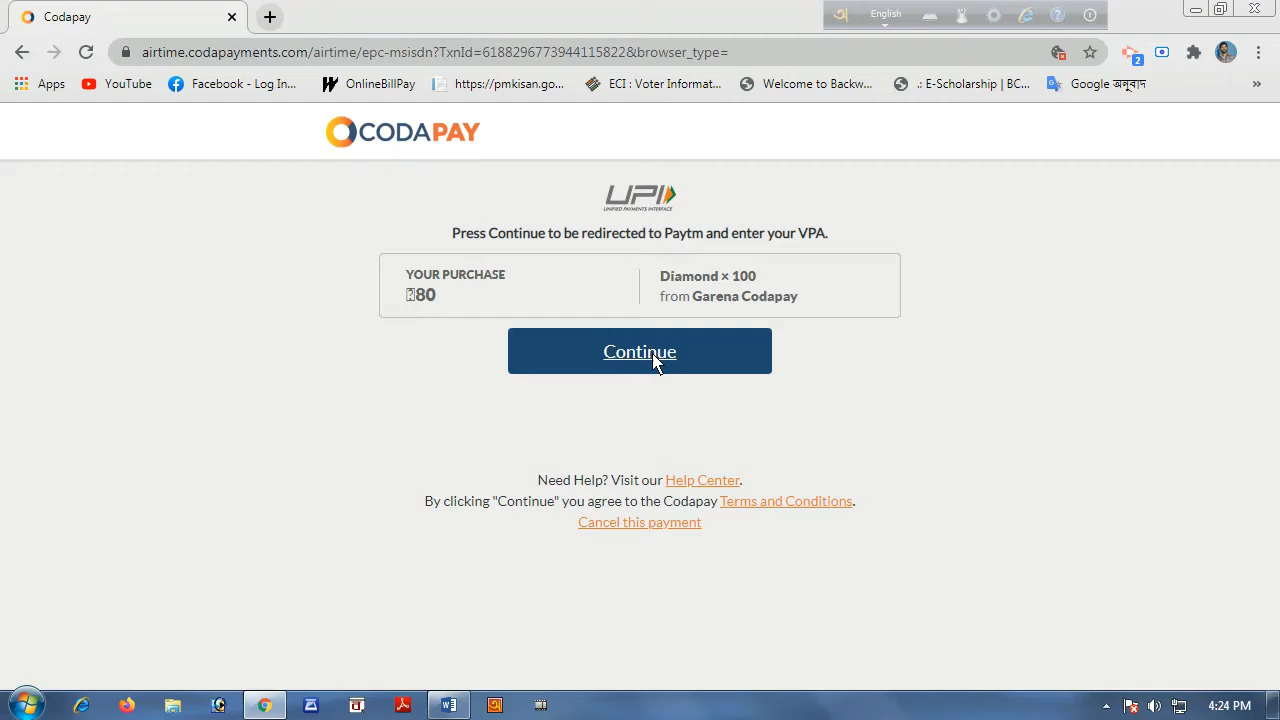 Codapay
English
airtime.codapayments.com/airtime/epc-msisdn?TxnId=6188296773944115822&browser_type=
2
Apps YouTube Facebook - Log In... OnlineBillPay https://pmkisan.go... ECI : Voter Informat... Welcome to Backw... .: E-Scholarship | BC... Google অনুবাদ »
CODAPAY
UPI
UNIFIED PAYMENTS INTERFACE
Press Continue to be redirected to Paytm and enter your VPA.
YOUR PURCHASE
80
Diamond × 100
from Garena Codapay
Continue
Need Help? Visit our Help Center.
By clicking "Continue" you agree to the Codapay Terms and Conditions.
Cancel this payment
4:24 PM